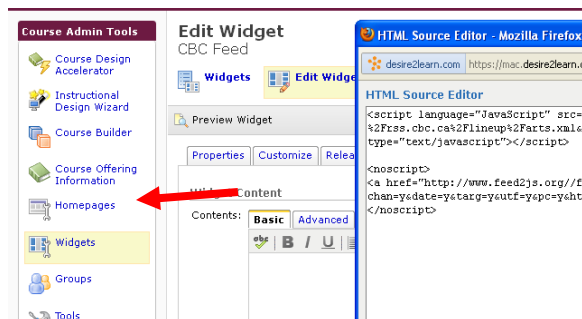 Course Admin Tools
Course Design
Accelerator
Instructional
Design Wizard
Course Builder
Course Offering
Information
Homepages
Widgets
Groups
Tools
Edit Widget
CBC Feed
Widgets
Edit Widge
Preview Widget
Properties
Customize
Relea
Content
Contents:
Basic
Advanced
B I U
HTML Source Editor - Mozilla Firefox
desire2learn.com
https://mac.desire2learn.c
HTML Source Editor
<script language="JavaScript" src=
%2Frss.cbc.ca%2Flineup%2Farts.xml&
type="text/javascript"></script>
<noscript>
<a href="http://www.feed2js.org//f
chan=y&date=y&targ=y&utf=y&pc=y&ht
</noscript>